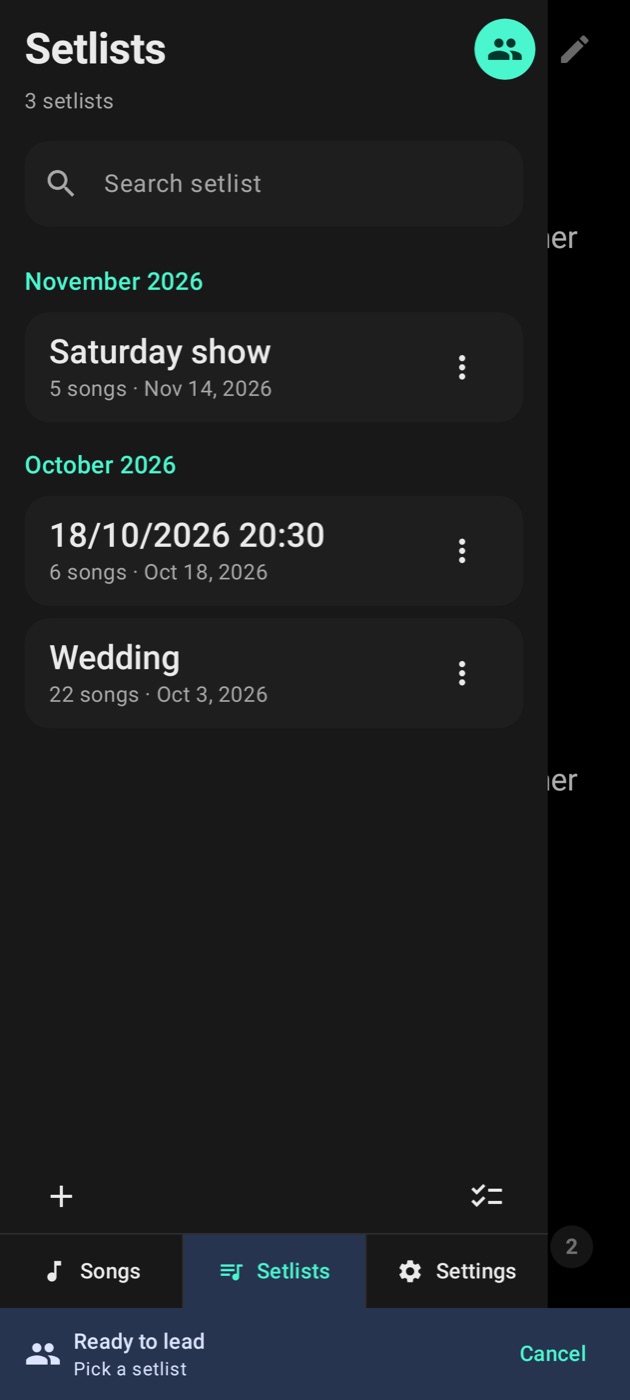 Setlists
3 setlists
Search setlist
November 2026
Saturday show
5 songs · Nov 14, 2026
October 2026
18/10/2026 20:30
6 songs · Oct 18, 2026
Wedding
22 songs · Oct 3, 2026
2
Songs
Setlists
Settings
Ready to lead
Pick a setlist
Cancel